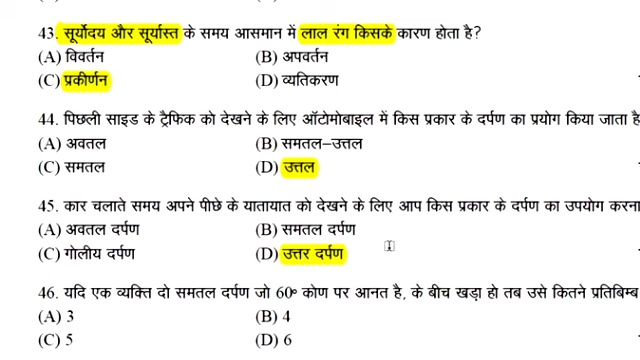 43. सूर्योदय और सूर्यास्त के समय आसमान में लाल रंग किसके कारण होता है?
(A) विवर्तन (B) अपवर्तन
(C) प्रकीर्णन (D) व्यतिकरण
44. पिछली साइड के ट्रैफिक को देखने के लिए ऑटोमोबाइल में किस प्रकार के दर्पण का प्रयोग किया जाता है
(A) अवतल (B) समतल–उत्तल
(C) समतल (D) उत्तल
45. कार चलाते समय अपने पीछे के यातायात को देखने के लिए आप किस प्रकार के दर्पण का उपयोग करना
(A) अवतल दर्पण (B) समतल दर्पण
(C) गोलीय दर्पण (D) उत्तर दर्पण
46. यदि एक व्यक्ति दो समतल दर्पण जो 60° कोण पर आनत है, के बीच खड़ा हो तब उसे कितने प्रतिबिम्ब
(A) 3 (B) 4
(C) 5 (D) 6